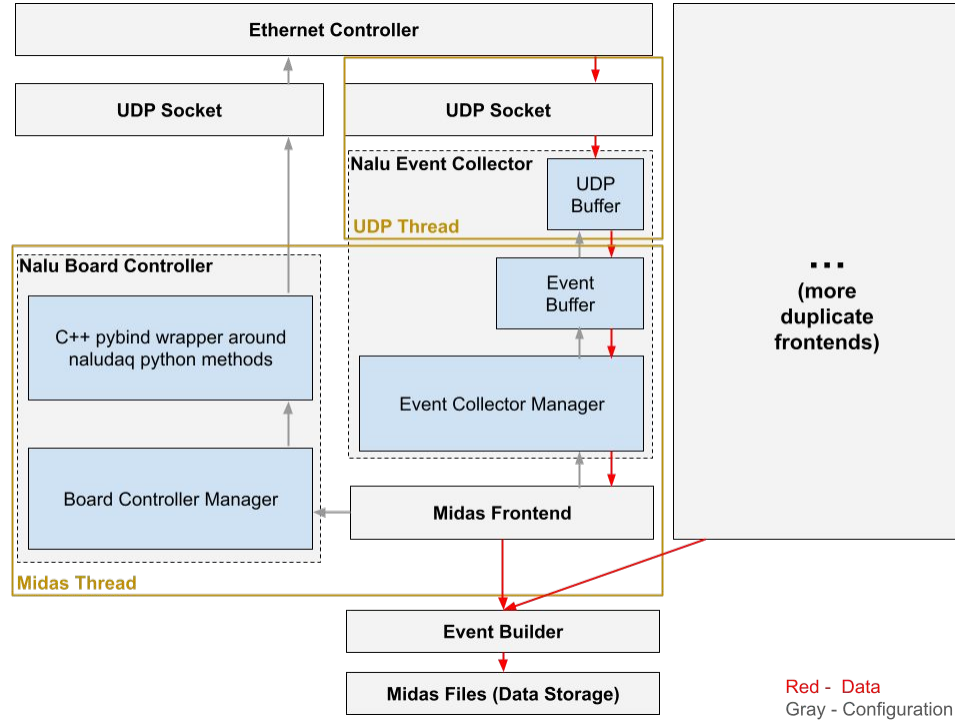 Ethernet Controller
UDP Socket
UDP Socket
Nalu Event Collector
UDP
Buffer
UDP Thread
Nalu Board Controller
Event
Buffer
C++ pybind wrapper around
naludaq python methods
Event Collector Manager
Board Controller Manager
Midas Frontend
Midas Thread
...
(more
duplicate
frontends)
Event Builder
Midas Files (Data Storage)
Red - Data
Gray - Configuration